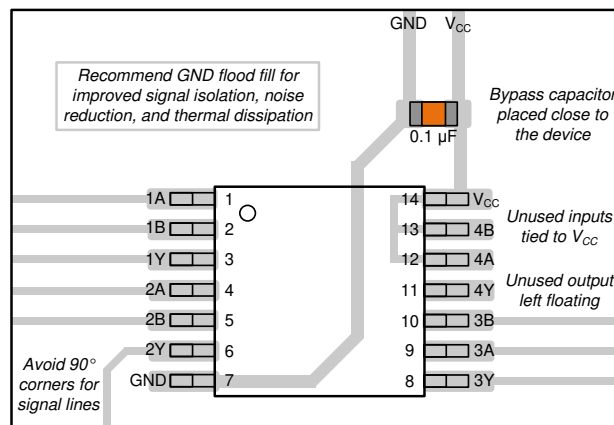 GND VCC
Recommend GND flood fill for
improved signal isolation, noise
reduction, and thermal dissipation
Bypass capacitor
placed close to
the device
0.1 µF
1A 1 14 VCC
1B 2 13 4B
Unused inputs
tied to VCC
1Y 3 12 4A
2A 4 11 4Y
Unused output
left floating
2B 5 10 3B
2Y 6 9 3A
Avoid 90°
corners for
signal lines
GND 7 8 3Y